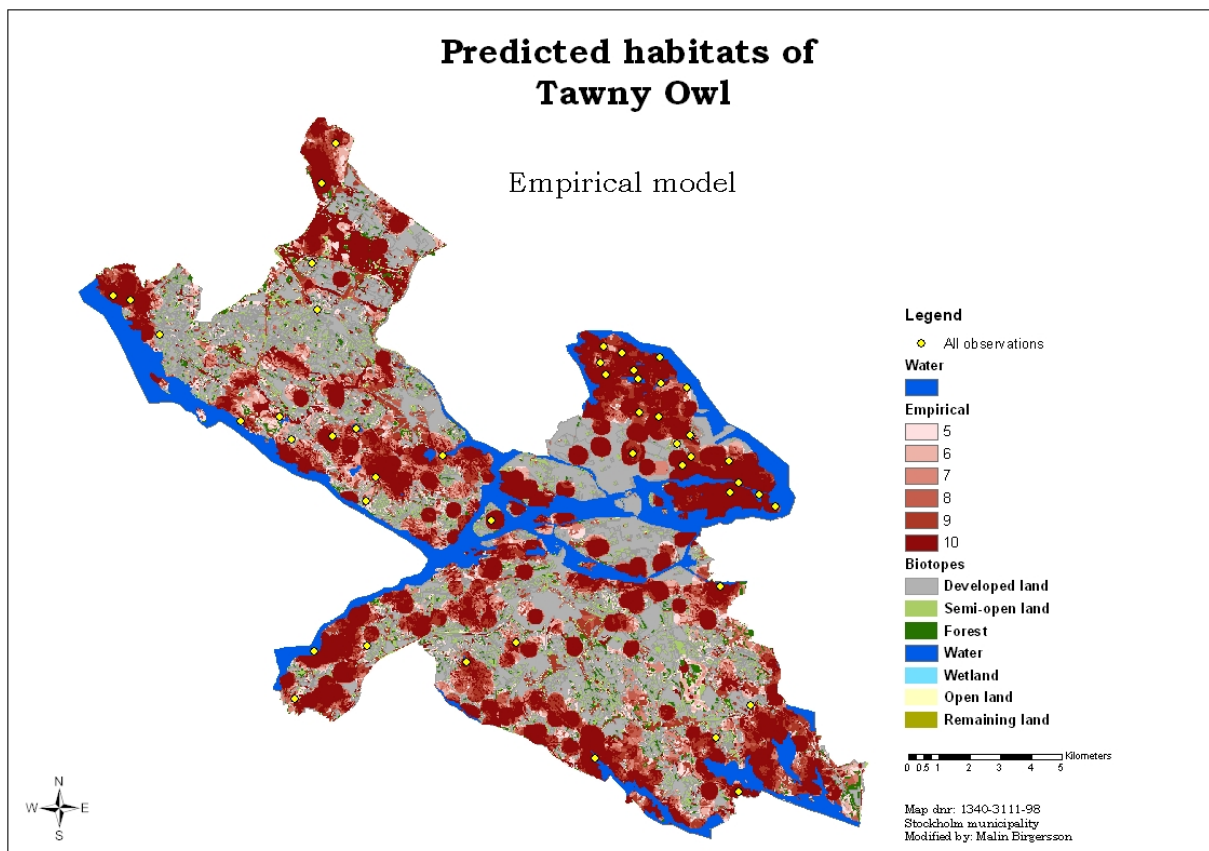 Predicted habitats of
Tawny Owl
Empirical model
Legend
All observations
Water
Empirical
5
6
7
8
9
10
Biotopes
Developed land
Semi-open land
Forest
Water
Wetland
Open land
Remaining land
Kilometers
0 0.5 1 2 3 4 5
N
W E
S
Map dnr: 1340-3111-98
Stockholm municipality
Modified by: Malin Birgersson